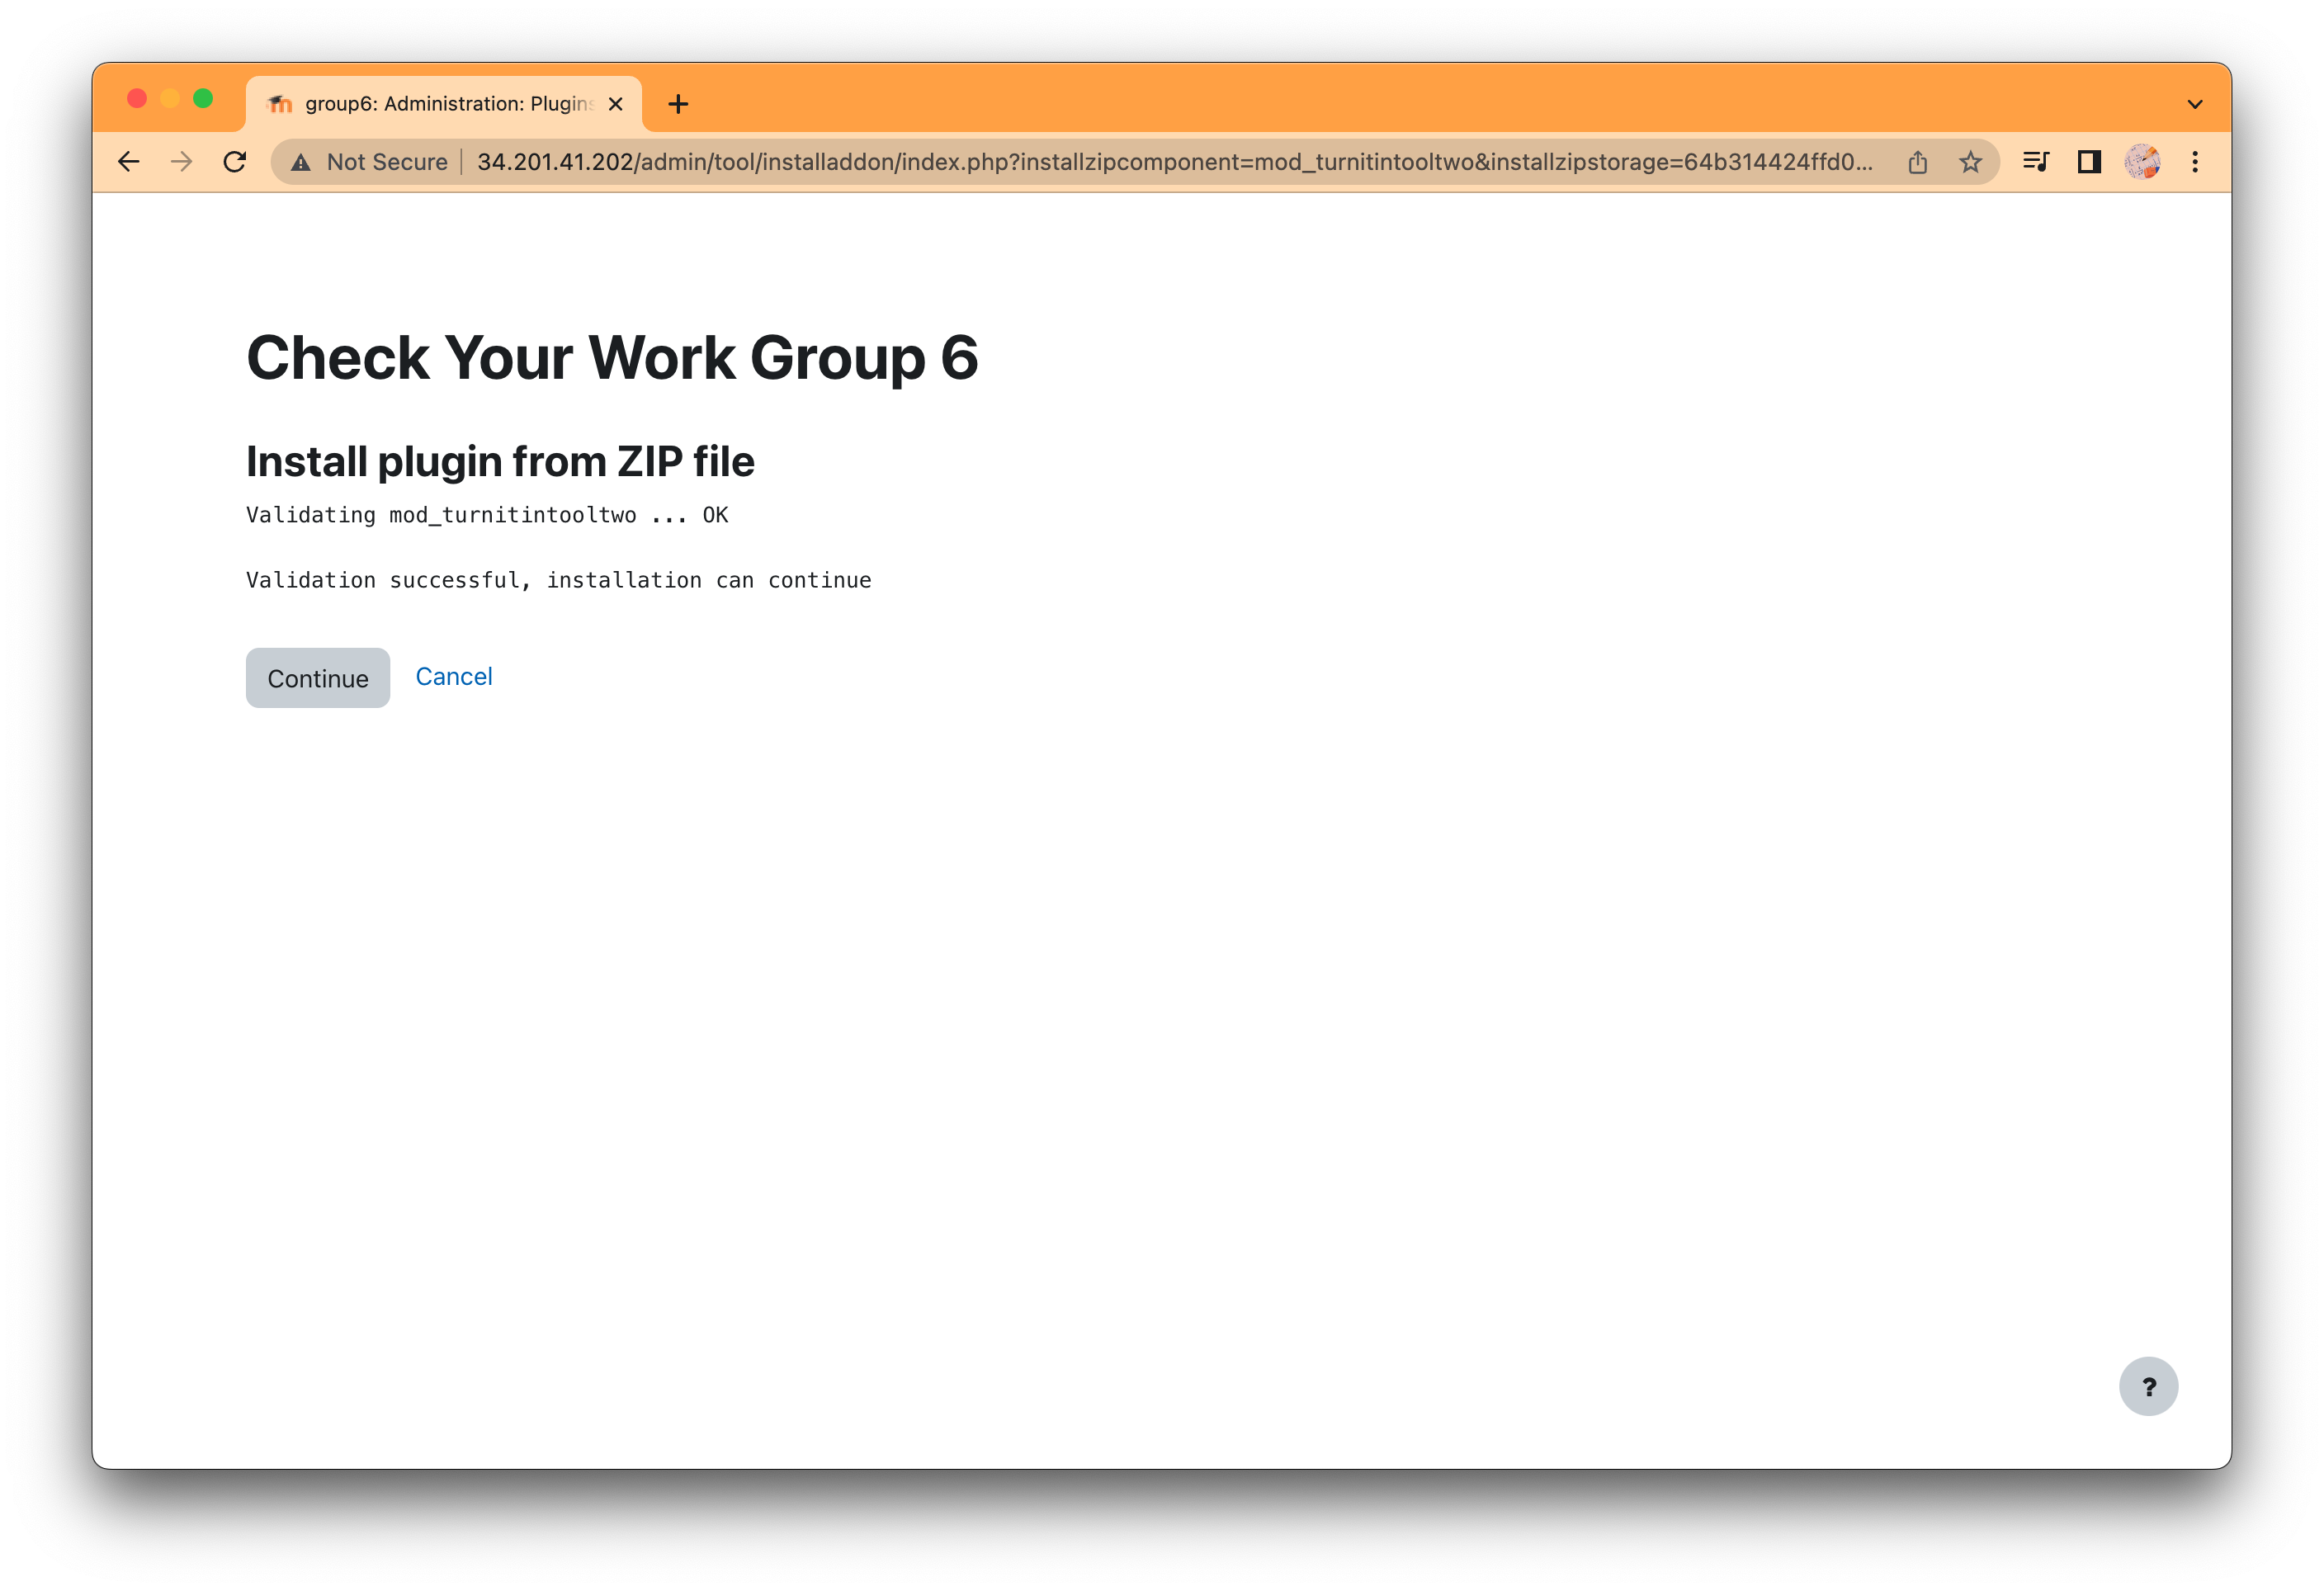 group6: Administration: Plugins
Not Secure 34.201.41.202/admin/tool/installaddon/index.php?installzipcomponent=mod_turnitintooltwo&installzipstorage=64b314424ffd0...
Check Your Work Group 6
Install plugin from ZIP file
Validating mod_turnitintooltwo ... OK
Validation successful, installation can continue
Continue Cancel
?